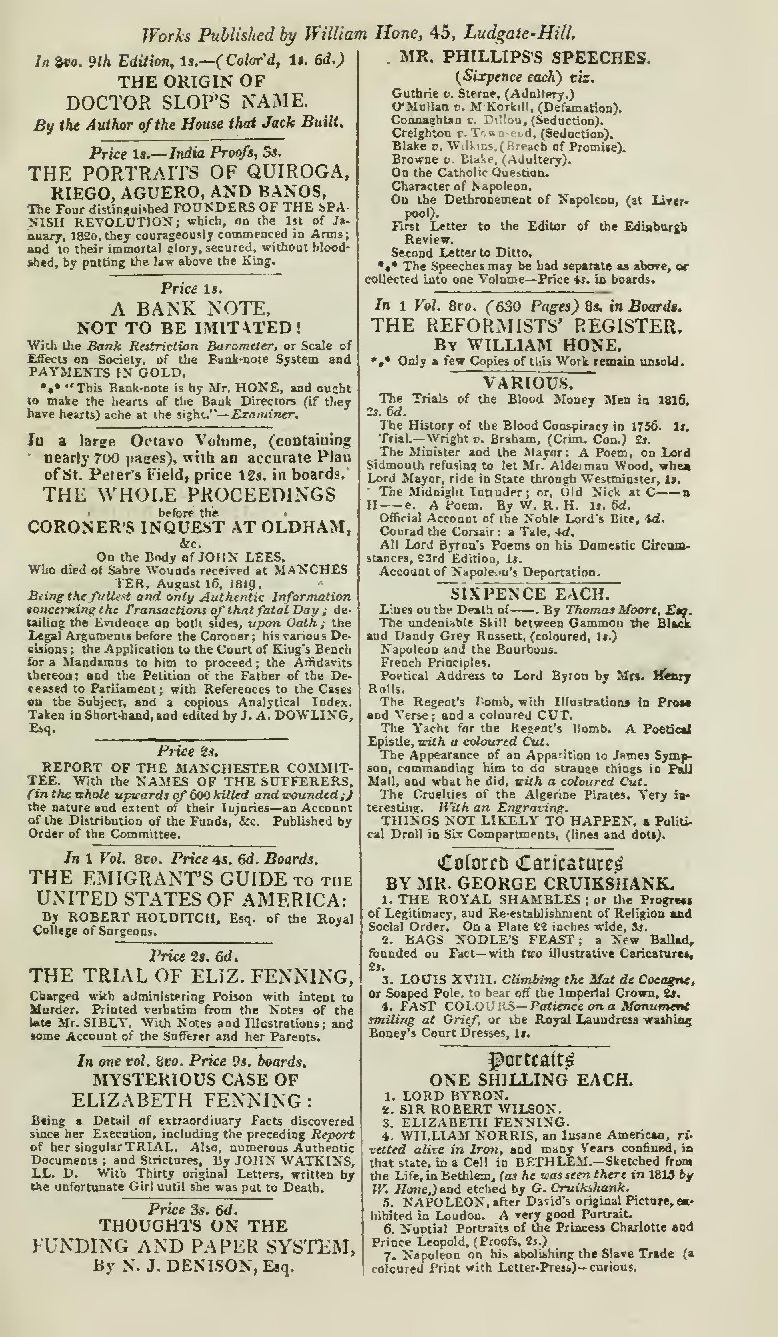 Works Published by William Hone, 45, Ludgate-Hill.
In 8vo. 9th Edition, 1s.—(Color'd, 1s. 6d.)
THE ORIGIN OF
DOCTOR SLOP'S NAME.
By the Author of the House that Jack Built.
Price 1s.—India Proofs, 5s.
THE PORTRAITS OF QUIROGA,
RIEGO, AGUERO, AND BANOS,
The Four distinguished FOUNDERS OF THE SPA-
NISH REVOLUTION; which, on the 1st of Ja-
nuary, 1820, they courageously commenced in Arms;
and to their immortal glory, secured, without blood-
shed, by putting the law above the King.
Price 1s.
A BANK NOTE,
NOT TO BE IMITATED!
With the Bank Restriction Barometer, or Scale of
Effects on Society, of the Bank-note System and
PAYMENTS IN GOLD.
*** "This Bank-note is by Mr. HONE, and ought
to make the hearts of the Bank Directors (if they
have hearts) ache at the sight."—Examiner.
In a large Octavo Volume, (containing
nearly 700 pages), with an accurate Plan
of St. Peter's Field, price 12s. in boards.
THE WHOLE PROCEEDINGS
before the
CORONER'S INQUEST AT OLDHAM,
&c.
On the Body of JOHN LEES,
Who died of Sabre Wounds received at MANCHES
TER, August 16, 1819.
Being the fullest and only Authentic Information
concerning the Transactions of that fatal Day; de-
tailing the Evidence on both sides, upon Oath; the
Legal Arguments before the Coroner; his various De-
cisions; the Application to the Court of King's Bench
for a Mandamus to him to proceed; the Affidavits
thereon; and the Petition of the Father of the De-
ceased to Parliament; with References to the Cases
on the Subject, and a copious Analytical Index.
Taken in Short-hand, and edited by J. A. DOWLING,
Esq.
Price 2s.
REPORT OF THE MANCHESTER COMMIT-
TEE. With the NAMES OF THE SUFFERERS,
(in the whole upwards of 600 killed and wounded;)
the nature and extent of their Injuries—an Account
of the Distribution of the Funds, &c. Published by
Order of the Committee.
In 1 Vol. 8vo. Price 4s. 6d. Boards.
THE EMIGRANT'S GUIDE TO THE
UNITED STATES OF AMERICA:
By ROBERT HOLDITCH, Esq. of the Royal
College of Surgeons.
Price 2s. 6d.
THE TRIAL OF ELIZ. FENNING,
Charged with administering Poison with intent to
Murder. Printed verbatim from the Notes of the
late Mr. SIBLY. With Notes and Illustrations; and
some Account of the Sufferer and her Parents.
In one vol. 8vo. Price 9s. boards.
MYSTERIOUS CASE OF
ELIZABETH FENNING:
Being a Detail of extraordinary Facts discovered
since her Execution, including the preceding Report
of her singular TRIAL. Also, numerous Authentic
Documents; and Strictures, By JOHN WATKINS,
LL. D. With Thirty original Letters, written by
the unfortunate Girl until she was put to Death.
Price 3s. 6d.
THOUGHTS ON THE
FUNDING AND PAPER SYSTEM,
By N. J. DENISON, Esq.
MR. PHILLIPS'S SPEECHES.
(Sixpence each) viz.
Guthrie v. Sterne, (Adultery.)
O'Mullan v. M'Korkill, (Defamation).
Connaghtan v. Dillon, (Seduction).
Creighton v. Townsend, (Seduction).
Blake v. Wilkins, (Breach of Promise).
Browne v. Blake, (Adultery).
On the Catholic Question.
Character of Napoleon.
On the Dethronement of Napoleon, (at Liver-
pool).
First Letter to the Editor of the Edinburgh
Review.
Second Letter to Ditto.
*** The Speeches may be had separate as above, or
collected into one Volume—Price 4s. in boards.
In 1 Vol. 8vo. (630 Pages) 8s. in Boards.
THE REFORMISTS' REGISTER.
BY WILLIAM HONE.
*** Only a few Copies of this Work remain unsold.
VARIOUS.
The Trials of the Blood Money Men in 1816,
2s. 6d.
The History of the Blood Conspiracy in 1756. 1s.
Trial.—Wright v. Braham, (Crim. Con.) 2s.
The Minister and the Mayor: A Poem, on Lord
Sidmouth refusing to let Mr. Alderman Wood, when
Lord Mayor, ride in State through Westminster, 1s.
The Midnight Intruder; or, Old Nick at C——n
H——e. A Poem. By W. R. H. 1s. 6d.
Official Account of the Noble Lord's Bite, 4d.
Conrad the Corsair: a Tale, 4d.
All Lord Byron's Poems on his Domestic Circum-
stances, 23rd Edition, 1s.
Account of Napoleon's Deportation.
SIXPENCE EACH.
Lines on the Death of——. By Thomas Moore, Esq.
The undeniable Skill between Gammon the Black
and Dandy Grey Russett, (coloured, 1s.)
Napoleon and the Bourbons.
French Principles.
Poetical Address to Lord Byron by Mrs. Henry
Rolls.
The Regent's Bomb, with Illustrations in Prose
and Verse; and a coloured CUT.
The Yacht for the Regent's Bomb. A Poetical
Epistle, with a coloured Cut.
The Appearance of an Apparition to James Symp-
son, commanding him to do strange things in Pall
Mall, and what he did, with a coloured Cut.
The Cruelties of the Algerine Pirates. Very in-
teresting. With an Engraving.
THINGS NOT LIKELY TO HAPPEN, a Politi-
cal Droll in Six Compartments, (lines and dots).
Colored Caricatures
BY MR. GEORGE CRUIKSHANK.
1. THE ROYAL SHAMBLES; or the Progress
of Legitimacy, and Re-establishment of Religion and
Social Order. On a Plate 22 inches wide, 3s.
2. BAGS NODLE'S FEAST; a New Ballad,
founded on Fact—with two illustrative Caricatures,
2s.
3. LOUIS XVIII. Climbing the Mat de Cocagne,
or Soaped Pole, to bear off the Imperial Crown, 2s.
4. FAST COLOURS—Patience on a Monument
smiling at Grief, or the Royal Laundress washing
Boney's Court Dresses, 1s.
Portraits
ONE SHILLING EACH.
1. LORD BYRON.
2. SIR ROBERT WILSON.
3. ELIZABETH FENNING.
4. WILLIAM NORRIS, an Insane American, ri-
vetted alive in Iron, and many Years confined, in
that state, in a Cell in BETHLEM.—Sketched from
the Life, in Bethlem, (as he was seen there in 1815 by
W. Hone,) and etched by G. Cruikshank.
5. NAPOLEON, after David's original Picture, ex-
hibited in London. A very good Portrait.
6. Nuptial Portraits of the Princess Charlotte and
Prince Leopold, (Proofs, 2s.)
7. Napoleon on his abolishing the Slave Trade (a
coloured Print with Letter-Press)—curious.